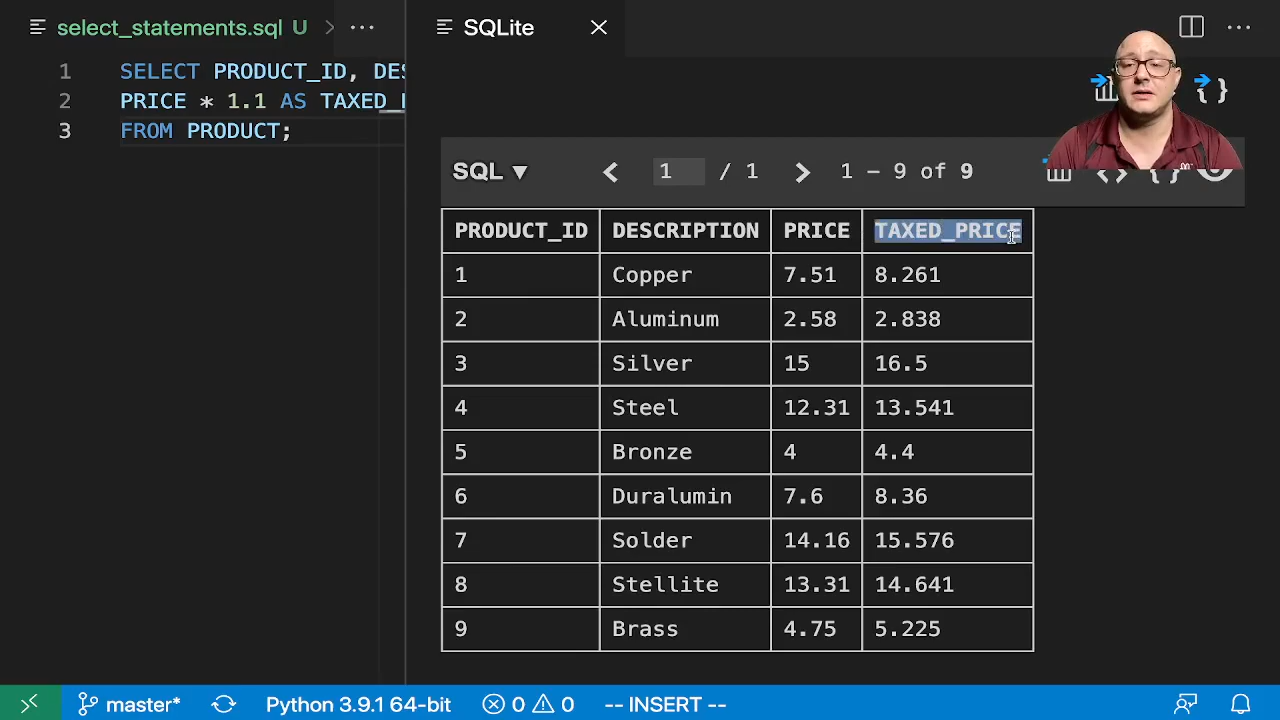 select_statements.sql U
SQLite
1 SELECT PRODUCT_ID, DES
2 PRICE * 1.1 AS TAXED_
3 FROM PRODUCT;
SQL 1 / 1 1 – 9 of 9
PRODUCT_ID DESCRIPTION PRICE TAXED_PRICE
1 Copper 7.51 8.261
2 Aluminum 2.58 2.838
3 Silver 15 16.5
4 Steel 12.31 13.541
5 Bronze 4 4.4
6 Duralumin 7.6 8.36
7 Solder 14.16 15.576
8 Stellite 13.31 14.641
9 Brass 4.75 5.225
master* Python 3.9.1 64-bit 0 0 -- INSERT --